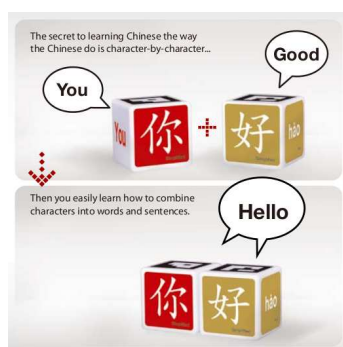 The secret to learning Chinese the way
the Chinese do is character-by-character...
Good
You
You
你
好
hǎo
Then you easily learn how to combine
characters into words and sentences.
Hello
你
好
hǎo